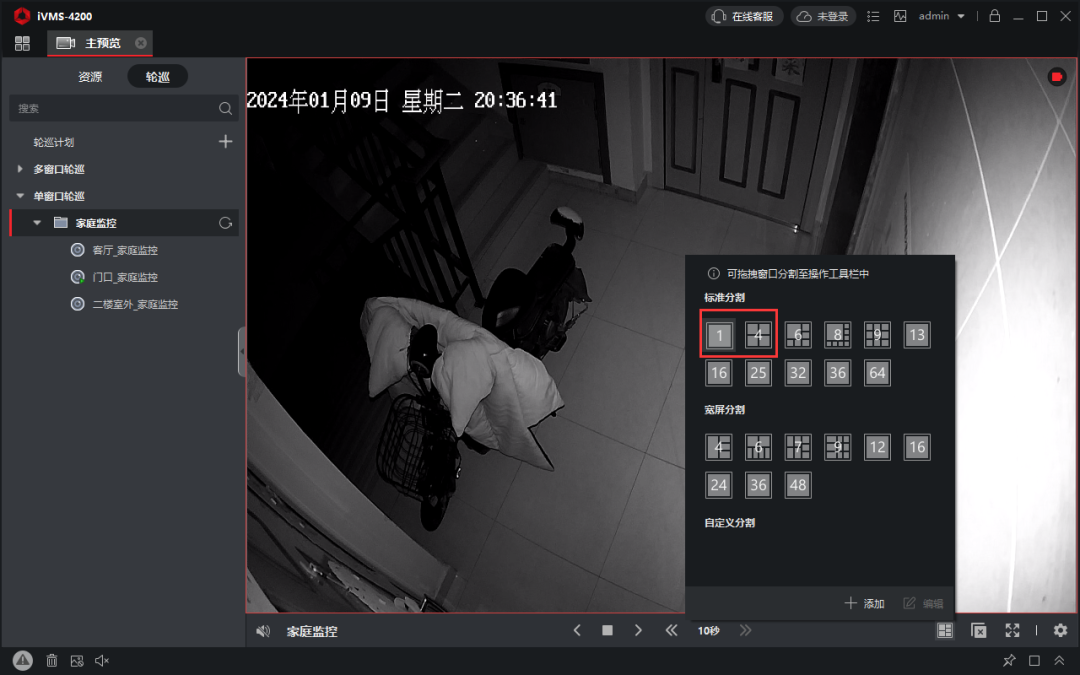 iVMS-4200
在线客服
未登录
admin
主预览
资源
轮巡
搜索
轮巡计划
多窗口轮巡
单窗口轮巡
家庭监控
客厅_家庭监控
门口_家庭监控
二楼室外_家庭监控
2024年01月09日 星期二 20:36:41
可拖拽窗口分割至操作工具栏中
标准分割
1 4 6 8 9 13
16 25 32 36 64
宽屏分割
4 6 7 9 12 16
24 36 48
自定义分割
添加 编辑
家庭监控
10秒